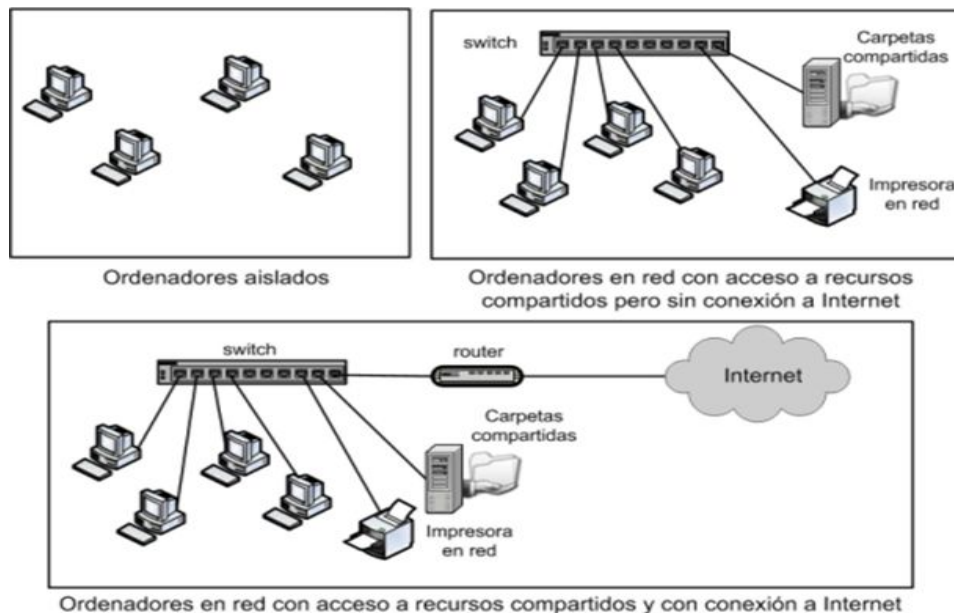 Ordenadores aislados
switch
Carpetas
compartidas
Impresora
en red
Ordenadores en red con acceso a recursos
compartidos pero sin conexión a Internet
switch
router
Internet
Carpetas
compartidas
Impresora
en red
Ordenadores en red con acceso a recursos compartidos y con conexión a Internet